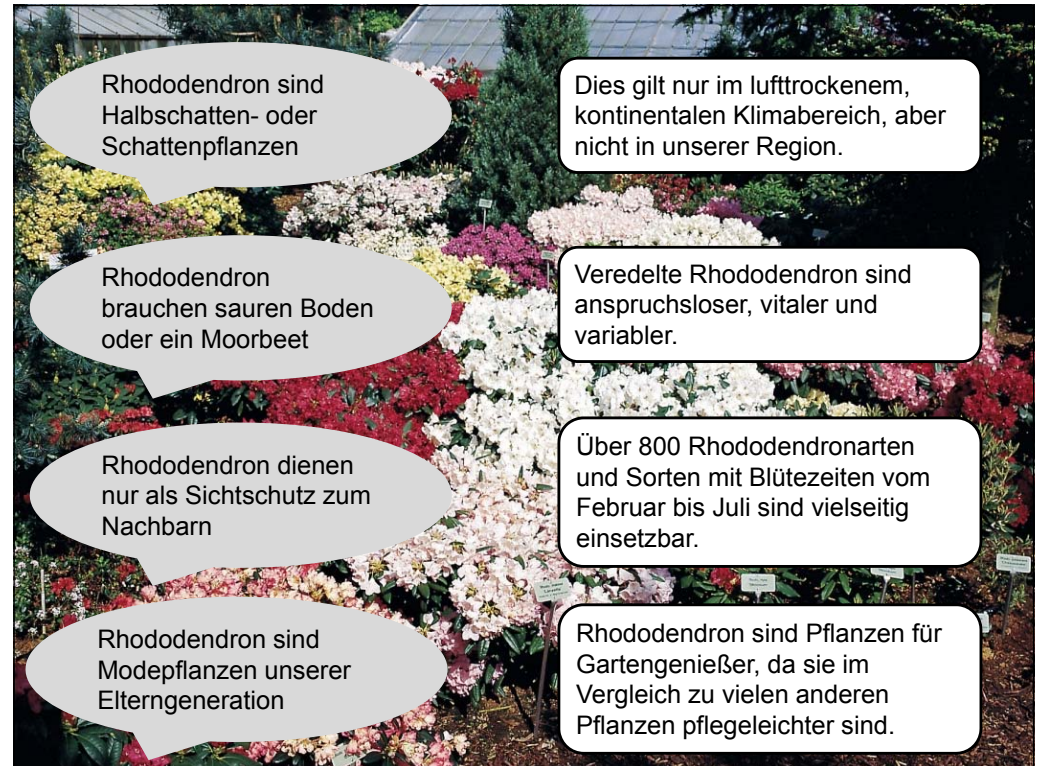 Rhododendron sind
Halbschatten- oder
Schattenpflanzen
Dies gilt nur im lufttrockenem,
kontinentalen Klimabereich, aber
nicht in unserer Region.
Rhododendron
brauchen sauren Boden
oder ein Moorbeet
Veredelte Rhododendron sind
anspruchsloser, vitaler und
variabler.
Rhododendron dienen
nur als Sichtschutz zum
Nachbarn
Über 800 Rhododendronarten
und Sorten mit Blütezeiten vom
Februar bis Juli sind vielseitig
einsetzbar.
Rhododendron sind
Modepflanzen unserer
Elterngeneration
Rhododendron sind Pflanzen für
Gartengenießer, da sie im
Vergleich zu vielen anderen
Pflanzen pflegeleichter sind.